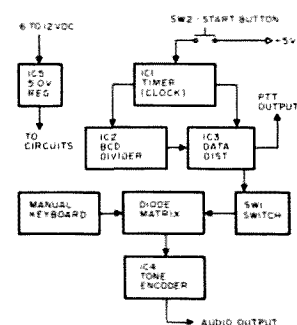 6 TO 12VDC
SW2 - START BUTTON
+5V
IC5
5.0V
REG
IC1
TIMER
(CLOCK)
PTT
OUTPUT
TO
CIRCUITS
IC2
BCD
DIVIDER
IC3
DATA
DIST
MANUAL
KEYBOARD
DIODE
MATRIX
SW1
SWITCH
IC4
TONE
ENCODER
AUDIO OUTPUT